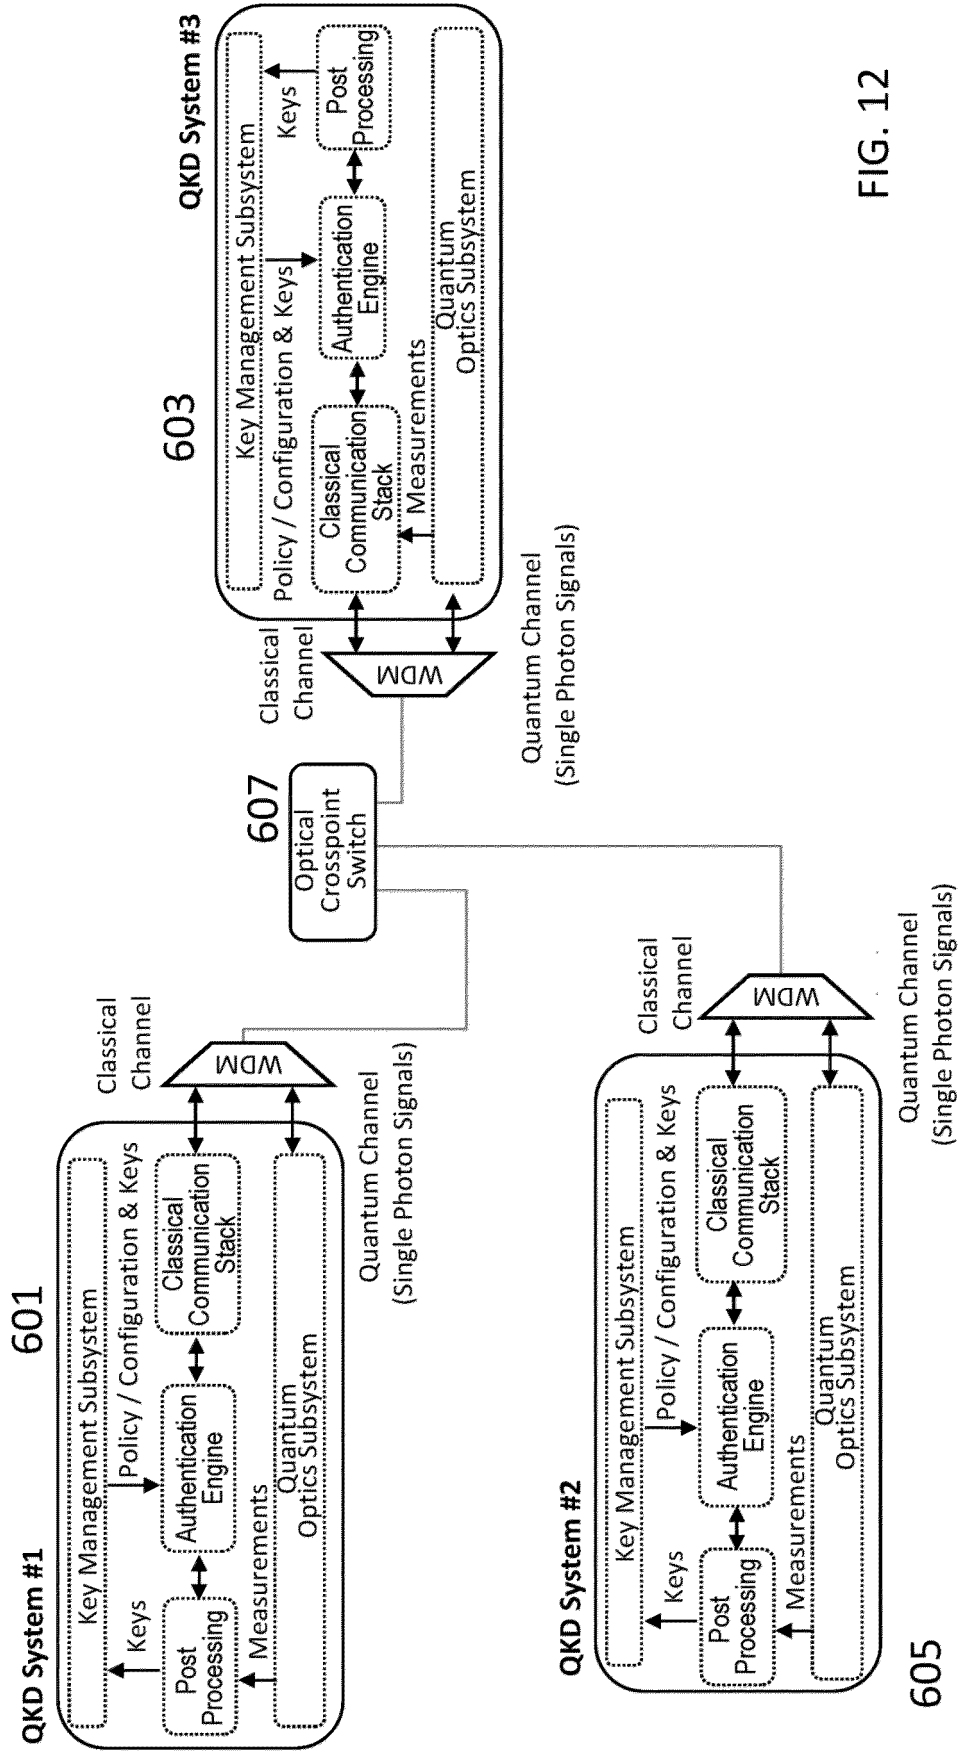 QKD System #1
601
Key Management Subsystem
Keys
Policy / Configuration & Keys
Post
Processing
Authentication
Engine
Classical
Communication
Stack
Measurements
Quantum
Optics Subsystem
Classical
Channel
WDM
Quantum Channel
(Single Photon Signals)
607
Optical
Crosspoint
Switch
603
QKD System #3
Key Management Subsystem
Policy / Configuration & Keys
Keys
Classical
Communication
Stack
Authentication
Engine
Post
Processing
Measurements
Quantum
Optics Subsystem
Classical
Channel
WDM
Quantum Channel
(Single Photon Signals)
QKD System #2
Key Management Subsystem
Keys
Policy / Configuration & Keys
Post
Processing
Authentication
Engine
Classical
Communication
Stack
Measurements
Quantum
Optics Subsystem
Classical
Channel
WDM
Quantum Channel
(Single Photon Signals)
605
FIG. 12